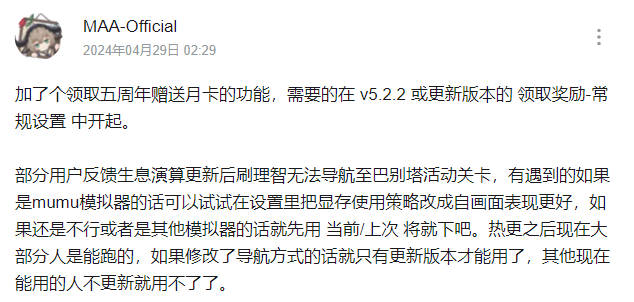 MAA-Official
2024年04月29日 02:29
加了个领取五周年赠送月卡的功能，需要的在 v5.2.2 或更新版本的 领取奖励-常
规设置 中开起。
部分用户反馈生息演算更新后刷理智无法导航至巴别塔活动关卡，有遇到的如果
是mumu模拟器的话可以试试在设置里把显存使用策略改成自画面表现更好，如
果还是不行或者是其他模拟器的话就先用 当前/上次 将就下吧。热更之后现在大
部分人是能跑的，如果修改了导航方式的话就只有更新版本才能用了，其他现在
能用的人不更新就用不了了。